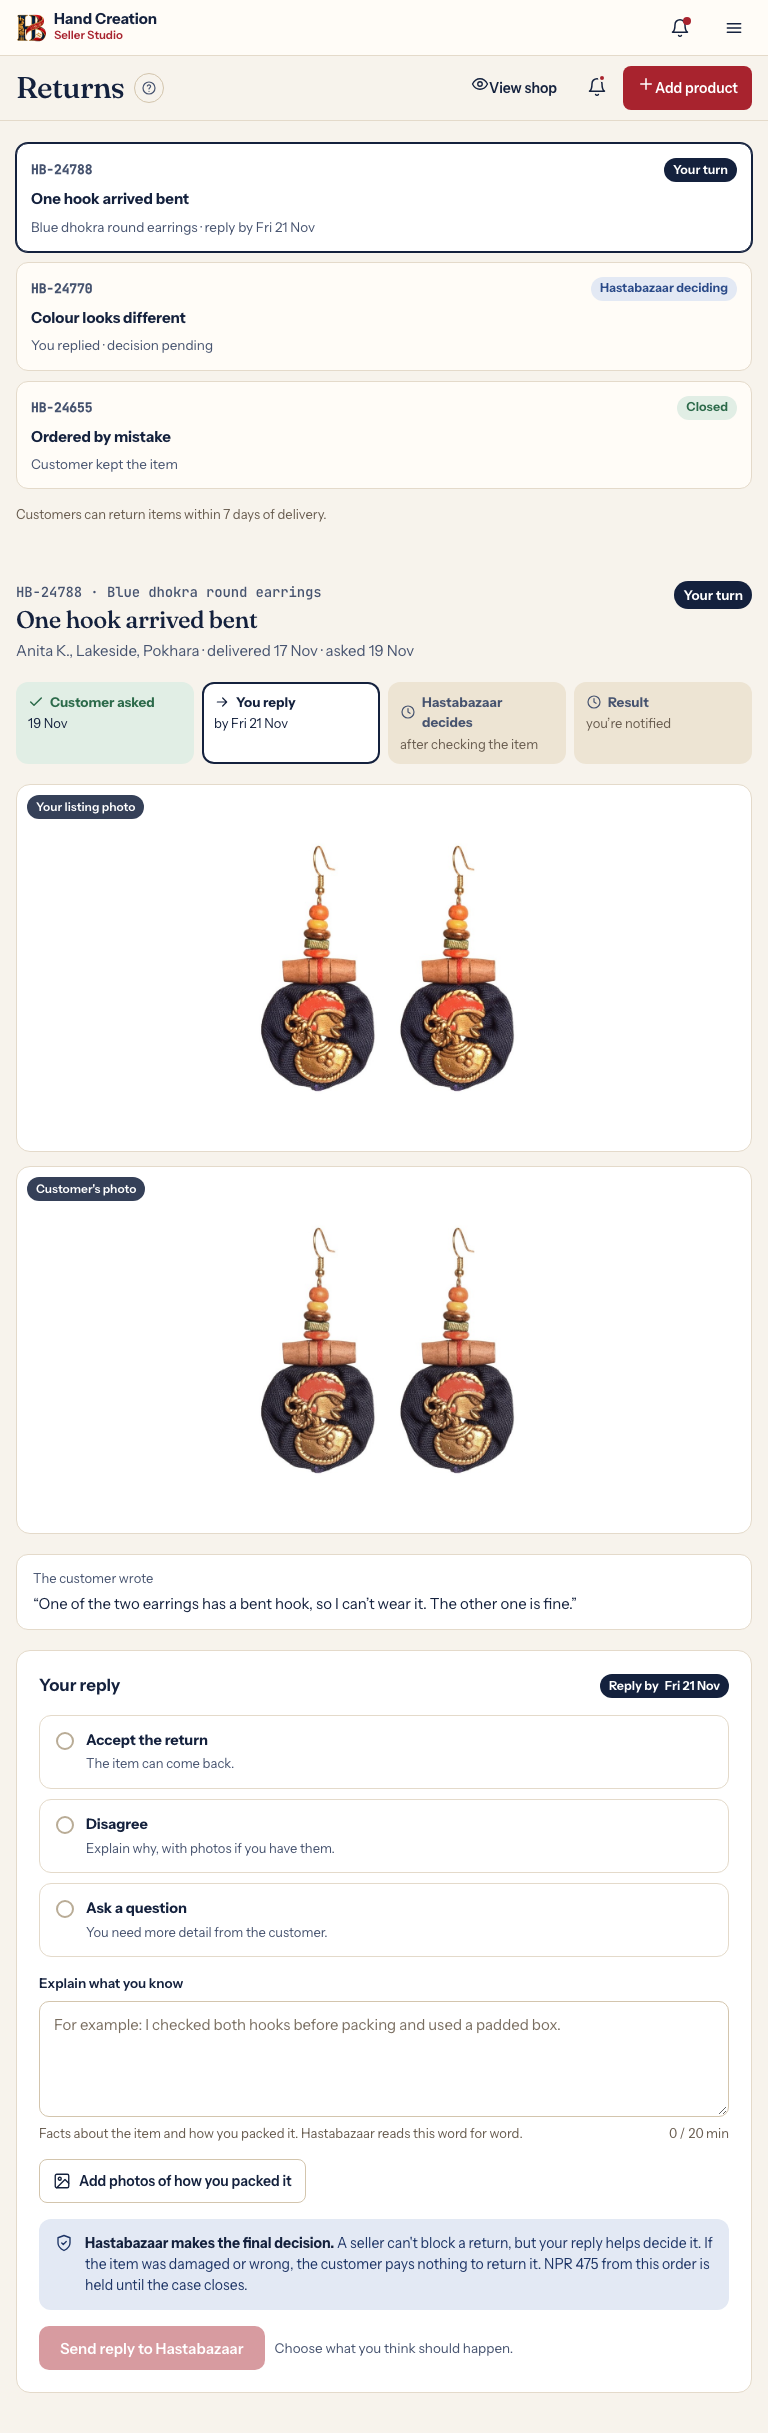 Hand Creation
Seller Studio
Returns
View shop
Add product
HB-24788
Your turn
One hook arrived bent
Blue dhokra round earrings · reply by Fri 21 Nov
HB-24770
Hastabazaar deciding
Colour looks different
You replied · decision pending
HB-24655
Closed
Ordered by mistake
Customer kept the item
Customers can return items within 7 days of delivery.
HB-24788 · Blue dhokra round earrings
Your turn
One hook arrived bent
Anita K., Lakeside, Pokhara · delivered 17 Nov · asked 19 Nov
Customer asked
19 Nov
You reply
by Fri 21 Nov
Hastabazaar
decides
after checking the item
Result
you’re notified
Your listing photo
Customer's photo
The customer wrote
“One of the two earrings has a bent hook, so I can’t wear it. The other one is fine.”
Your reply
Reply by Fri 21 Nov
Accept the return
The item can come back.
Disagree
Explain why, with photos if you have them.
Ask a question
You need more detail from the customer.
Explain what you know
For example: I checked both hooks before packing and used a padded box.
Facts about the item and how you packed it. Hastabazaar reads this word for word.
0 / 20 min
Add photos of how you packed it
Hastabazaar makes the final decision. A seller can't block a return, but your reply helps decide it. If
the item was damaged or wrong, the customer pays nothing to return it. NPR 475 from this order is
held until the case closes.
Send reply to Hastabazaar
Choose what you think should happen.